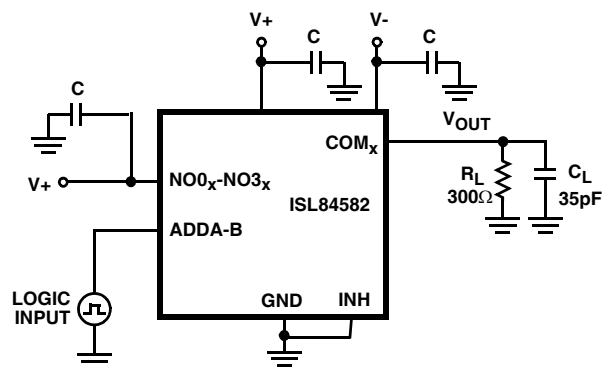 V+
V-
C
C
C
V+
NO0x-NO3x
ADDA-B
COMx
ISL84582
GND
INH
VOUT
RL
300Ω
CL
35pF
LOGIC
INPUT